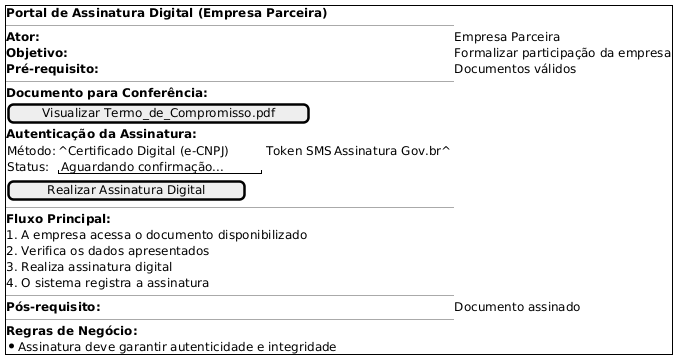 Portal de Assinatura Digital (Empresa Parceira)
Ator: Empresa Parceira
Objetivo: Formalizar participação da empresa
Pré-requisito: Documentos válidos
Documento para Conferência:
Visualizar Termo_de_Compromisso.pdf
Autenticação da Assinatura:
Método: ^Certificado Digital (e-CNPJ) Token SMS Assinatura Gov.br^
Status: Aguardando confirmação...
Realizar Assinatura Digital
Fluxo Principal:
1. A empresa acessa o documento disponibilizado
2. Verifica os dados apresentados
3. Realiza assinatura digital
4. O sistema registra a assinatura
Pós-requisito: Documento assinado
Regras de Negócio:
• Assinatura deve garantir autenticidade e integridade